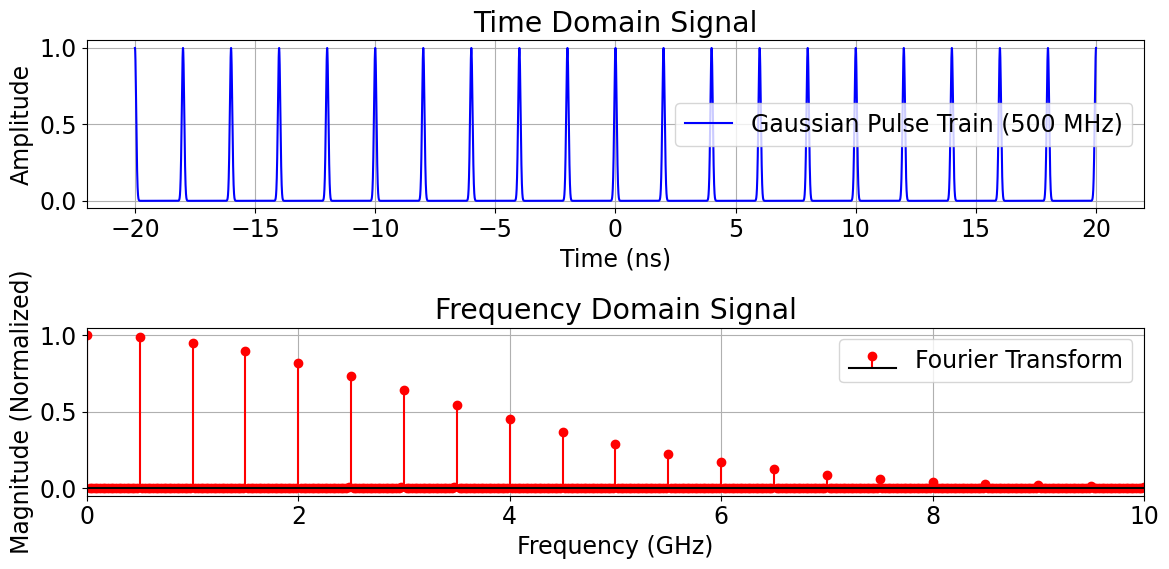 Time Domain Signal
Amplitude
1.0
0.5
0.0
Gaussian Pulse Train (500 MHz)
−20 −15 −10 −5 0 5 10 15 20
Time (ns)
Frequency Domain Signal
Magnitude (Normalized)
1.0
0.5
0.0
Fourier Transform
0 2 4 6 8 10
Frequency (GHz)